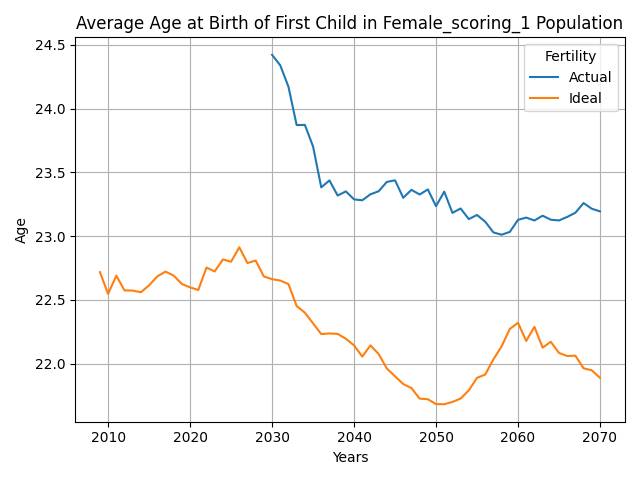 Average Age at Birth of First Child in Female_scoring_1 Population
24.5
24.0
23.5
23.0
22.5
22.0
Age
Fertility
Actual
Ideal
2010
2020
2030
2040
2050
2060
2070
Years